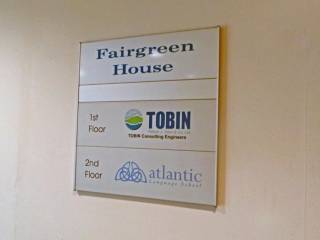 Fairgreen
House
1st
Floor
TOBIN
TOBIN Consulting Engineers
2nd
Floor
atlantic
Language School